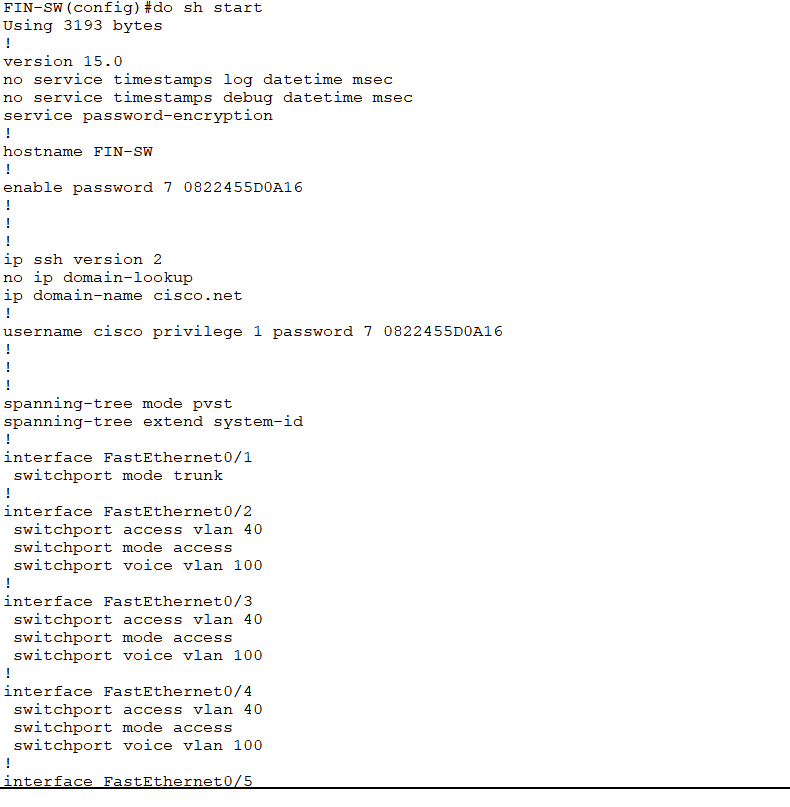 FIN-SW(config)#do sh start
Using 3193 bytes
!
version 15.0
no service timestamps log datetime msec
no service timestamps debug datetime msec
service password-encryption
!
hostname FIN-SW
!
enable password 7 0822455D0A16
!
!
!
ip ssh version 2
no ip domain-lookup
ip domain-name cisco.net
!
username cisco privilege 1 password 7 0822455D0A16
!
!
!
spanning-tree mode pvst
spanning-tree extend system-id
!
interface FastEthernet0/1
 switchport mode trunk
!
interface FastEthernet0/2
 switchport access vlan 40
 switchport mode access
 switchport voice vlan 100
!
interface FastEthernet0/3
 switchport access vlan 40
 switchport mode access
 switchport voice vlan 100
!
interface FastEthernet0/4
 switchport access vlan 40
 switchport mode access
 switchport voice vlan 100
!
interface FastEthernet0/5